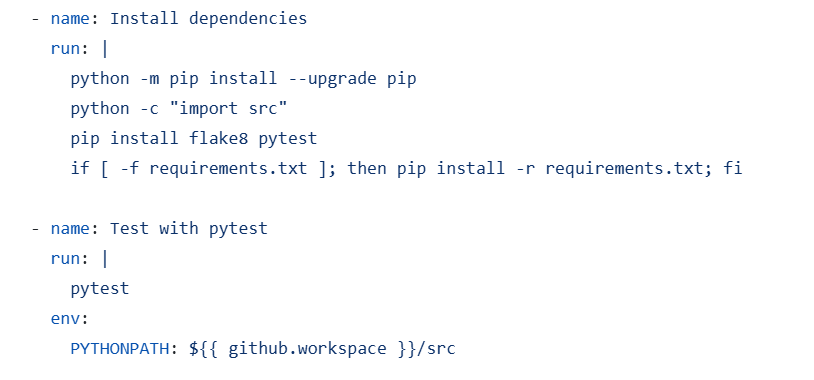 - name: Install dependencies
  run: |
    python -m pip install --upgrade pip
    python -c "import src"
    pip install flake8 pytest
    if [ -f requirements.txt ]; then pip install -r requirements.txt; fi

- name: Test with pytest
  run: |
    pytest
  env:
    PYTHONPATH: ${{ github.workspace }}/src